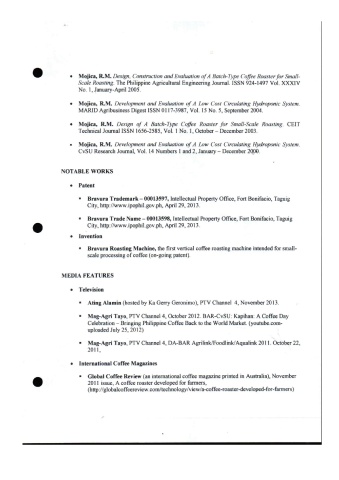 • Mojica, R.M. Design, Construction and Evaluation of A Batch-Type Coffee Roaster for Small-
Scale Roasting. The Philippine Agricultural Engineering Journal. ISSN 924-1497 Vol. XXXIV
No. 1, January-April 2005.
• Mojica, R.M. Development and Evaluation of A Low Cost Circulating Hydroponic System.
MARID Agribusiness Digest ISSN 0117-3987, Vol. 15 No. 5, September 2004.
• Mojica, R.M. Design of A Batch-Type Coffee Roaster for Small-Scale Roasting. CEIT
Technical Journal ISSN 1656-2585, Vol. 1 No. 1, October – December 2003.
• Mojica, R.M. Development and Evaluation of A Low Cost Circulating Hydroponic System.
CvSU Research Journal, Vol. 14 Numbers 1 and 2, January – December 2000.
NOTABLE WORKS
• Patent
▪ Bravura Trademark – 00013597, Intellectual Property Office, Fort Bonifacio, Taguig
City, http://www.ipophil.gov.ph, April 29, 2013.
▪ Bravura Trade Name – 00013598, Intellectual Property Office, Fort Bonifacio, Taguig
City, http://www.ipophil.gov.ph, April 29, 2013.
• Invention
▪ Bravura Roasting Machine, the first vertical coffee roasting machine intended for small-
scale processing of coffee (on-going patent).
MEDIA FEATURES
• Television
▪ Ating Alamin (hosted by Ka Gerry Geronimo), PTV Channel 4, November 2013.
▪ Mag-Agri Tayo, PTV Channel 4, October 2012. BAR-CvSU: Kapihan: A Coffee Day
Celebration – Bringing Philippine Coffee Back to the World Market. (youtube.com-
uploaded July 25, 2012)
▪ Mag-Agri Tayo, PTV Channel 4, DA-BAR Agrilink/Foodlink/Aqualink 2011. October 22,
2011,
• International Coffee Magazines
▪ Global Coffee Review (an international coffee magazine printed in Australia), November
2011 issue, A coffee roaster developed for farmers,
(http://globalcoffeereview.com/technology/view/a-coffee-roaster-developed-for-farmers)